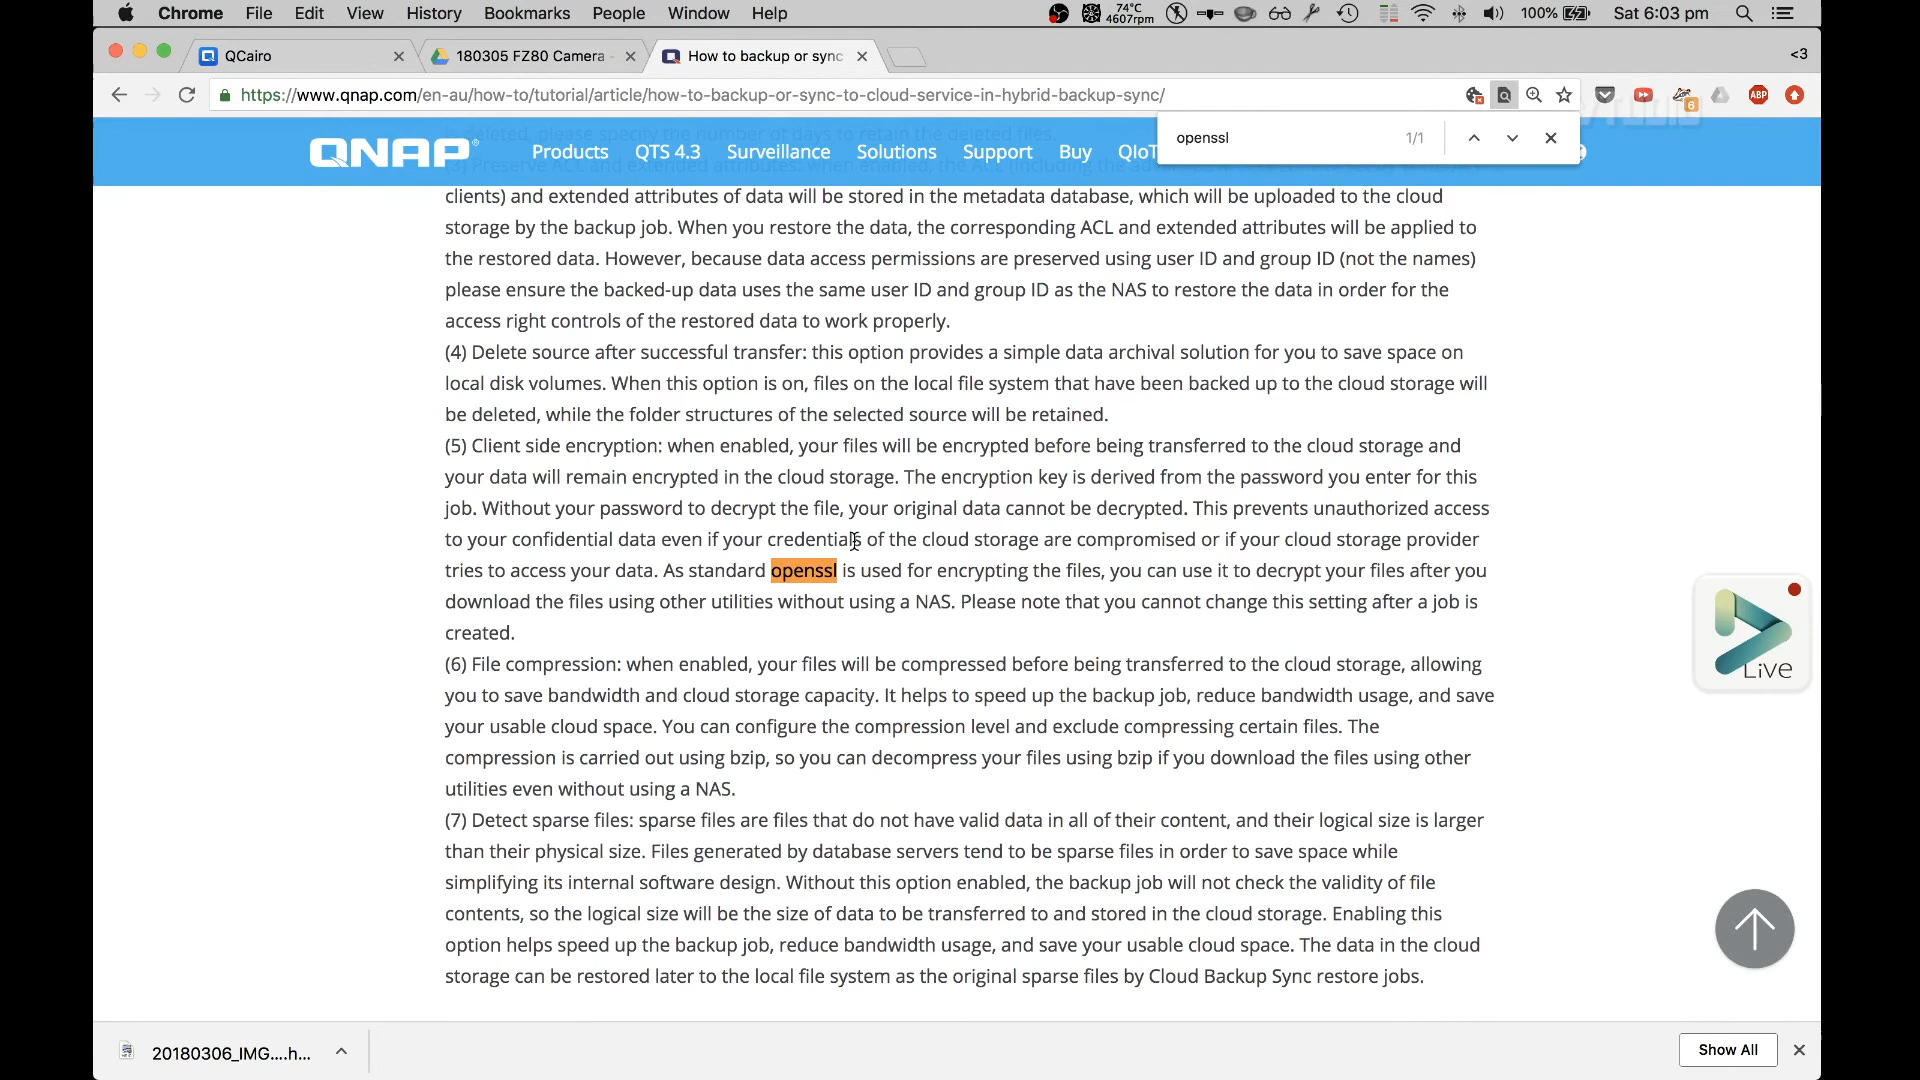 Chrome File Edit View History Bookmarks People Window Help 74°C 4607rpm 100% Sat 6:03 pm
QCairo 180305 FZ80 Camera - How to backup or sync <3
https://www.qnap.com/en-au/how-to/tutorial/article/how-to-backup-or-sync-to-cloud-service-in-hybrid-backup-sync/ 6 ABP
openssl 1/1
is deleted, please specify the number of days to retain the deleted files.
QNAP Products QTS 4.3 Surveillance Solutions Support Buy QIoT
clients) and extended attributes of data will be stored in the metadata database, which will be uploaded to the cloud
storage by the backup job. When you restore the data, the corresponding ACL and extended attributes will be applied to
the restored data. However, because data access permissions are preserved using user ID and group ID (not the names)
please ensure the backed-up data uses the same user ID and group ID as the NAS to restore the data in order for the
access right controls of the restored data to work properly.
(4) Delete source after successful transfer: this option provides a simple data archival solution for you to save space on
local disk volumes. When this option is on, files on the local file system that have been backed up to the cloud storage will
be deleted, while the folder structures of the selected source will be retained.
(5) Client side encryption: when enabled, your files will be encrypted before being transferred to the cloud storage and
your data will remain encrypted in the cloud storage. The encryption key is derived from the password you enter for this
job. Without your password to decrypt the file, your original data cannot be decrypted. This prevents unauthorized access
to your confidential data even if your credentials of the cloud storage are compromised or if your cloud storage provider
tries to access your data. As standard openssl is used for encrypting the files, you can use it to decrypt your files after you
download the files using other utilities without using a NAS. Please note that you cannot change this setting after a job is
created.
(6) File compression: when enabled, your files will be compressed before being transferred to the cloud storage, allowing
you to save bandwidth and cloud storage capacity. It helps to speed up the backup job, reduce bandwidth usage, and save
your usable cloud space. You can configure the compression level and exclude compressing certain files. The
compression is carried out using bzip, so you can decompress your files using bzip if you download the files using other
utilities even without using a NAS.
(7) Detect sparse files: sparse files are files that do not have valid data in all of their content, and their logical size is larger
than their physical size. Files generated by database servers tend to be sparse files in order to save space while
simplifying its internal software design. Without this option enabled, the backup job will not check the validity of file
contents, so the logical size will be the size of data to be transferred to and stored in the cloud storage. Enabling this
option helps speed up the backup job, reduce bandwidth usage, and save your usable cloud space. The data in the cloud
storage can be restored later to the local file system as the original sparse files by Cloud Backup Sync restore jobs.
Live
20180306_IMG....h... Show All